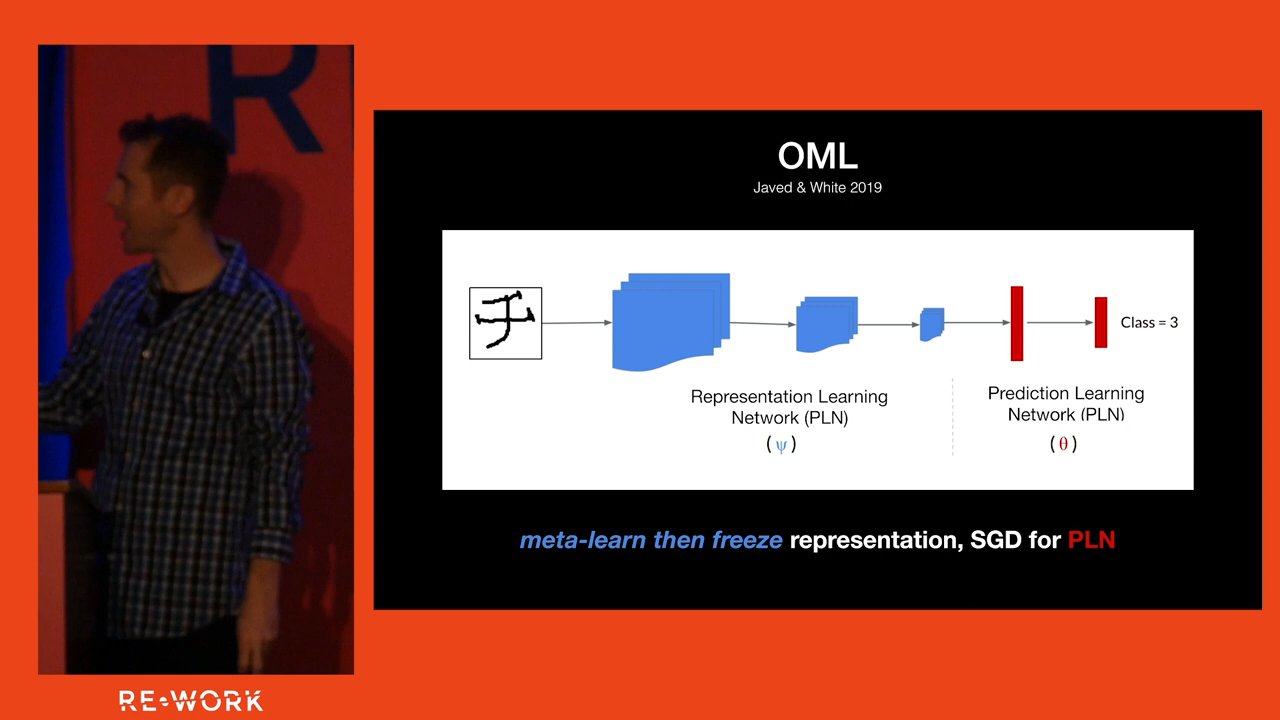 R
OML
Javed & White 2019
Class = 3
Representation Learning
Network (PLN)
( ψ )
Prediction Learning
Network (PLN)
( θ )
meta-learn then freeze representation, SGD for PLN
RE•WORK